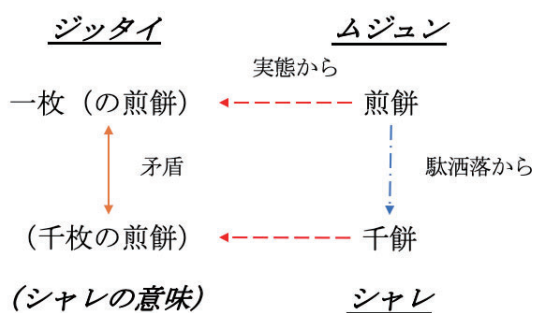 ジッタイ ムジュン
実態から
一枚（の煎餅） 煎餅
矛盾 駄洒落から
（千枚の煎餅） 千餅
（シャレの意味） シャレ